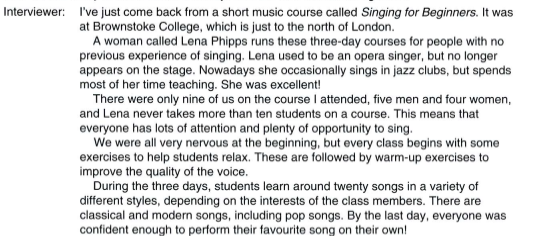 Interviewer: I've just come back from a short music course called Singing for Beginners. It was
at Brownstoke College, which is just to the north of London.
A woman called Lena Phipps runs these three-day courses for people with no
previous experience of singing. Lena used to be an opera singer, but no longer
appears on the stage. Nowadays she occasionally sings in jazz clubs, but spends
most of her time teaching. She was excellent!
There were only nine of us on the course I attended, five men and four women,
and Lena never takes more than ten students on a course. This means that
everyone has lots of attention and plenty of opportunity to sing.
We were all very nervous at the beginning, but every class begins with some
exercises to help students relax. These are followed by warm-up exercises to
improve the quality of the voice.
During the three days, students learn around twenty songs in a variety of
different styles, depending on the interests of the class members. There are
classical and modern songs, including pop songs. By the last day, everyone was
confident enough to perform their favourite song on their own!